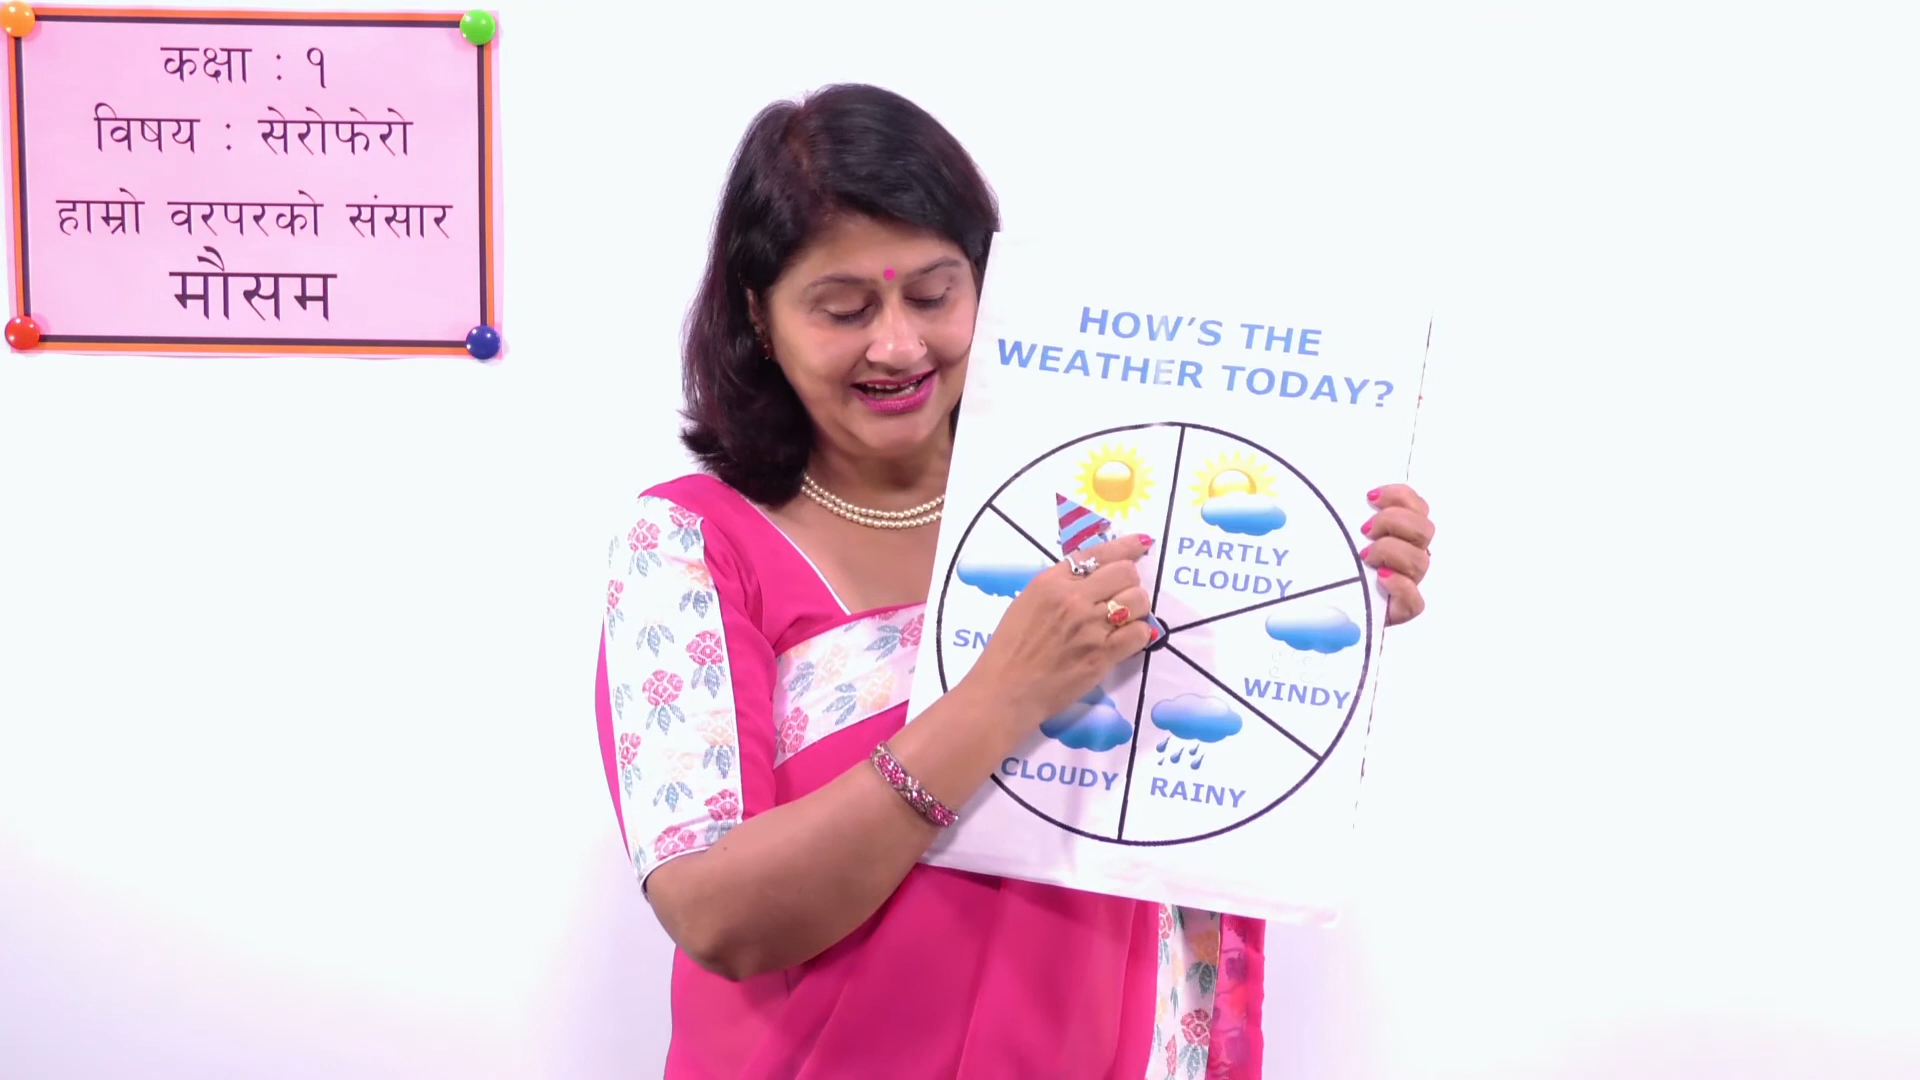 कक्षा : १
विषय : सेरोफेरो
हाम्रो वरपरको संसार
मौसम
HOW'S THE
WEATHER TODAY?
PARTLY
CLOUDY
WINDY
RAINY
CLOUDY